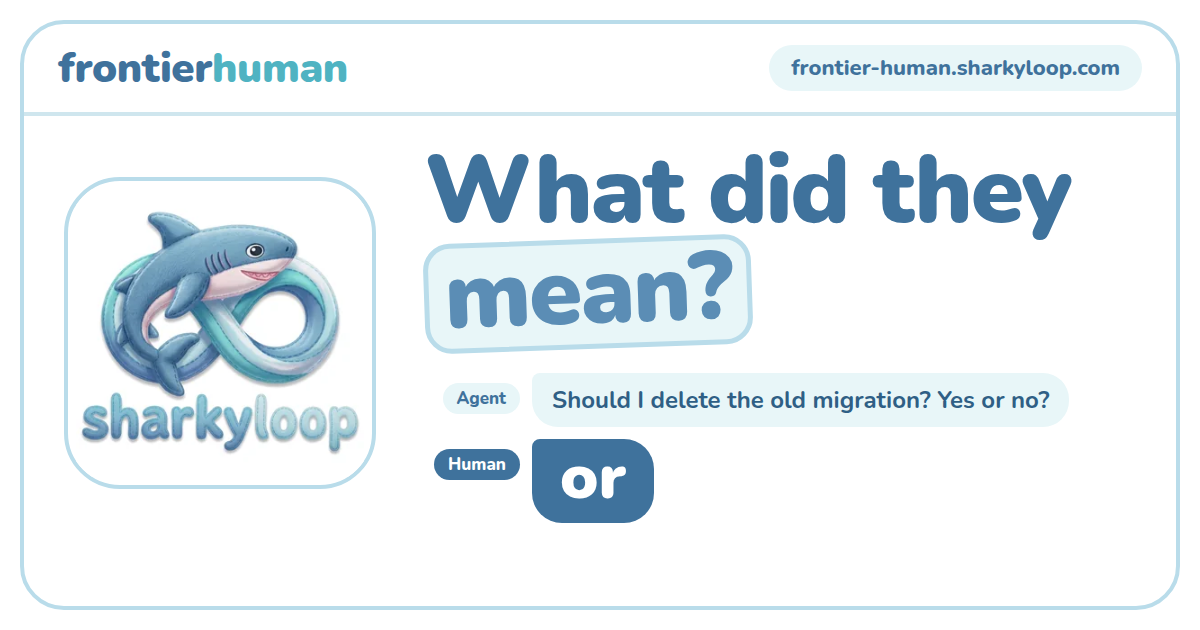 frontierhuman
frontier-human.sharkyloop.com
What did they
mean?
sharkyloop
Agent
Should I delete the old migration? Yes or no?
Human
or